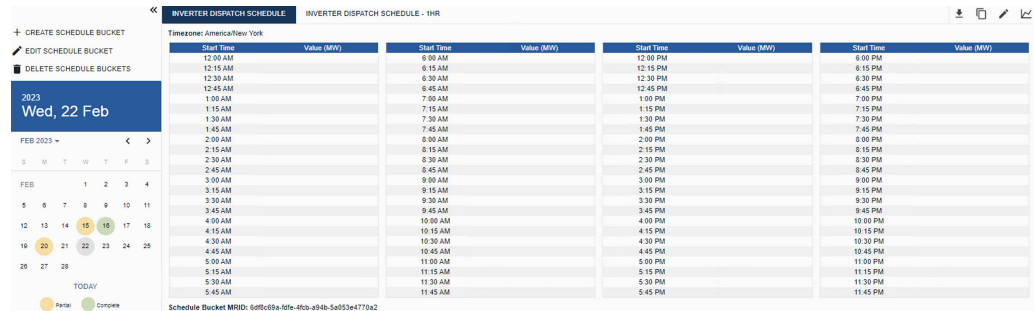 INVERTER DISPATCH SCHEDULE INVERTER DISPATCH SCHEDULE - 1HR
CREATE SCHEDULE BUCKET
EDIT SCHEDULE BUCKET
DELETE SCHEDULE BUCKETS
2023
Wed, 22 Feb
FEB 2023
S M T W T F S
FEB 1 2 3 4
5 6 7 8 9 10 11
12 13 14 15 16 17 18
19 20 21 22 23 24 25
26 27 28
TODAY
Partial Complete
Timezone: America/New York
Start Time Value (MW) Start Time Value (MW) Start Time Value (MW) Start Time Value (MW)
12:00 AM 6:00 AM 12:00 PM 6:00 PM
12:15 AM 6:15 AM 12:15 PM 6:15 PM
12:30 AM 6:30 AM 12:30 PM 6:30 PM
12:45 AM 6:45 AM 12:45 PM 6:45 PM
1:00 AM 7:00 AM 1:00 PM 7:00 PM
1:15 AM 7:15 AM 1:15 PM 7:15 PM
1:30 AM 7:30 AM 1:30 PM 7:30 PM
1:45 AM 7:45 AM 1:45 PM 7:45 PM
2:00 AM 8:00 AM 2:00 PM 8:00 PM
2:15 AM 8:15 AM 2:15 PM 8:15 PM
2:30 AM 8:30 AM 2:30 PM 8:30 PM
2:45 AM 8:45 AM 2:45 PM 8:45 PM
3:00 AM 9:00 AM 3:00 PM 9:00 PM
3:15 AM 9:15 AM 3:15 PM 9:15 PM
3:30 AM 9:30 AM 3:30 PM 9:30 PM
3:45 AM 9:45 AM 3:45 PM 9:45 PM
4:00 AM 10:00 AM 4:00 PM 10:00 PM
4:15 AM 10:15 AM 4:15 PM 10:15 PM
4:30 AM 10:30 AM 4:30 PM 10:30 PM
4:45 AM 10:45 AM 4:45 PM 10:45 PM
5:00 AM 11:00 AM 5:00 PM 11:00 PM
5:15 AM 11:15 AM 5:15 PM 11:15 PM
5:30 AM 11:30 AM 5:30 PM 11:30 PM
5:45 AM 11:45 AM 5:45 PM 11:45 PM
Schedule Bucket MRID: 6df8c69a-fdfe-4fcb-a94b-5a053e4770a2